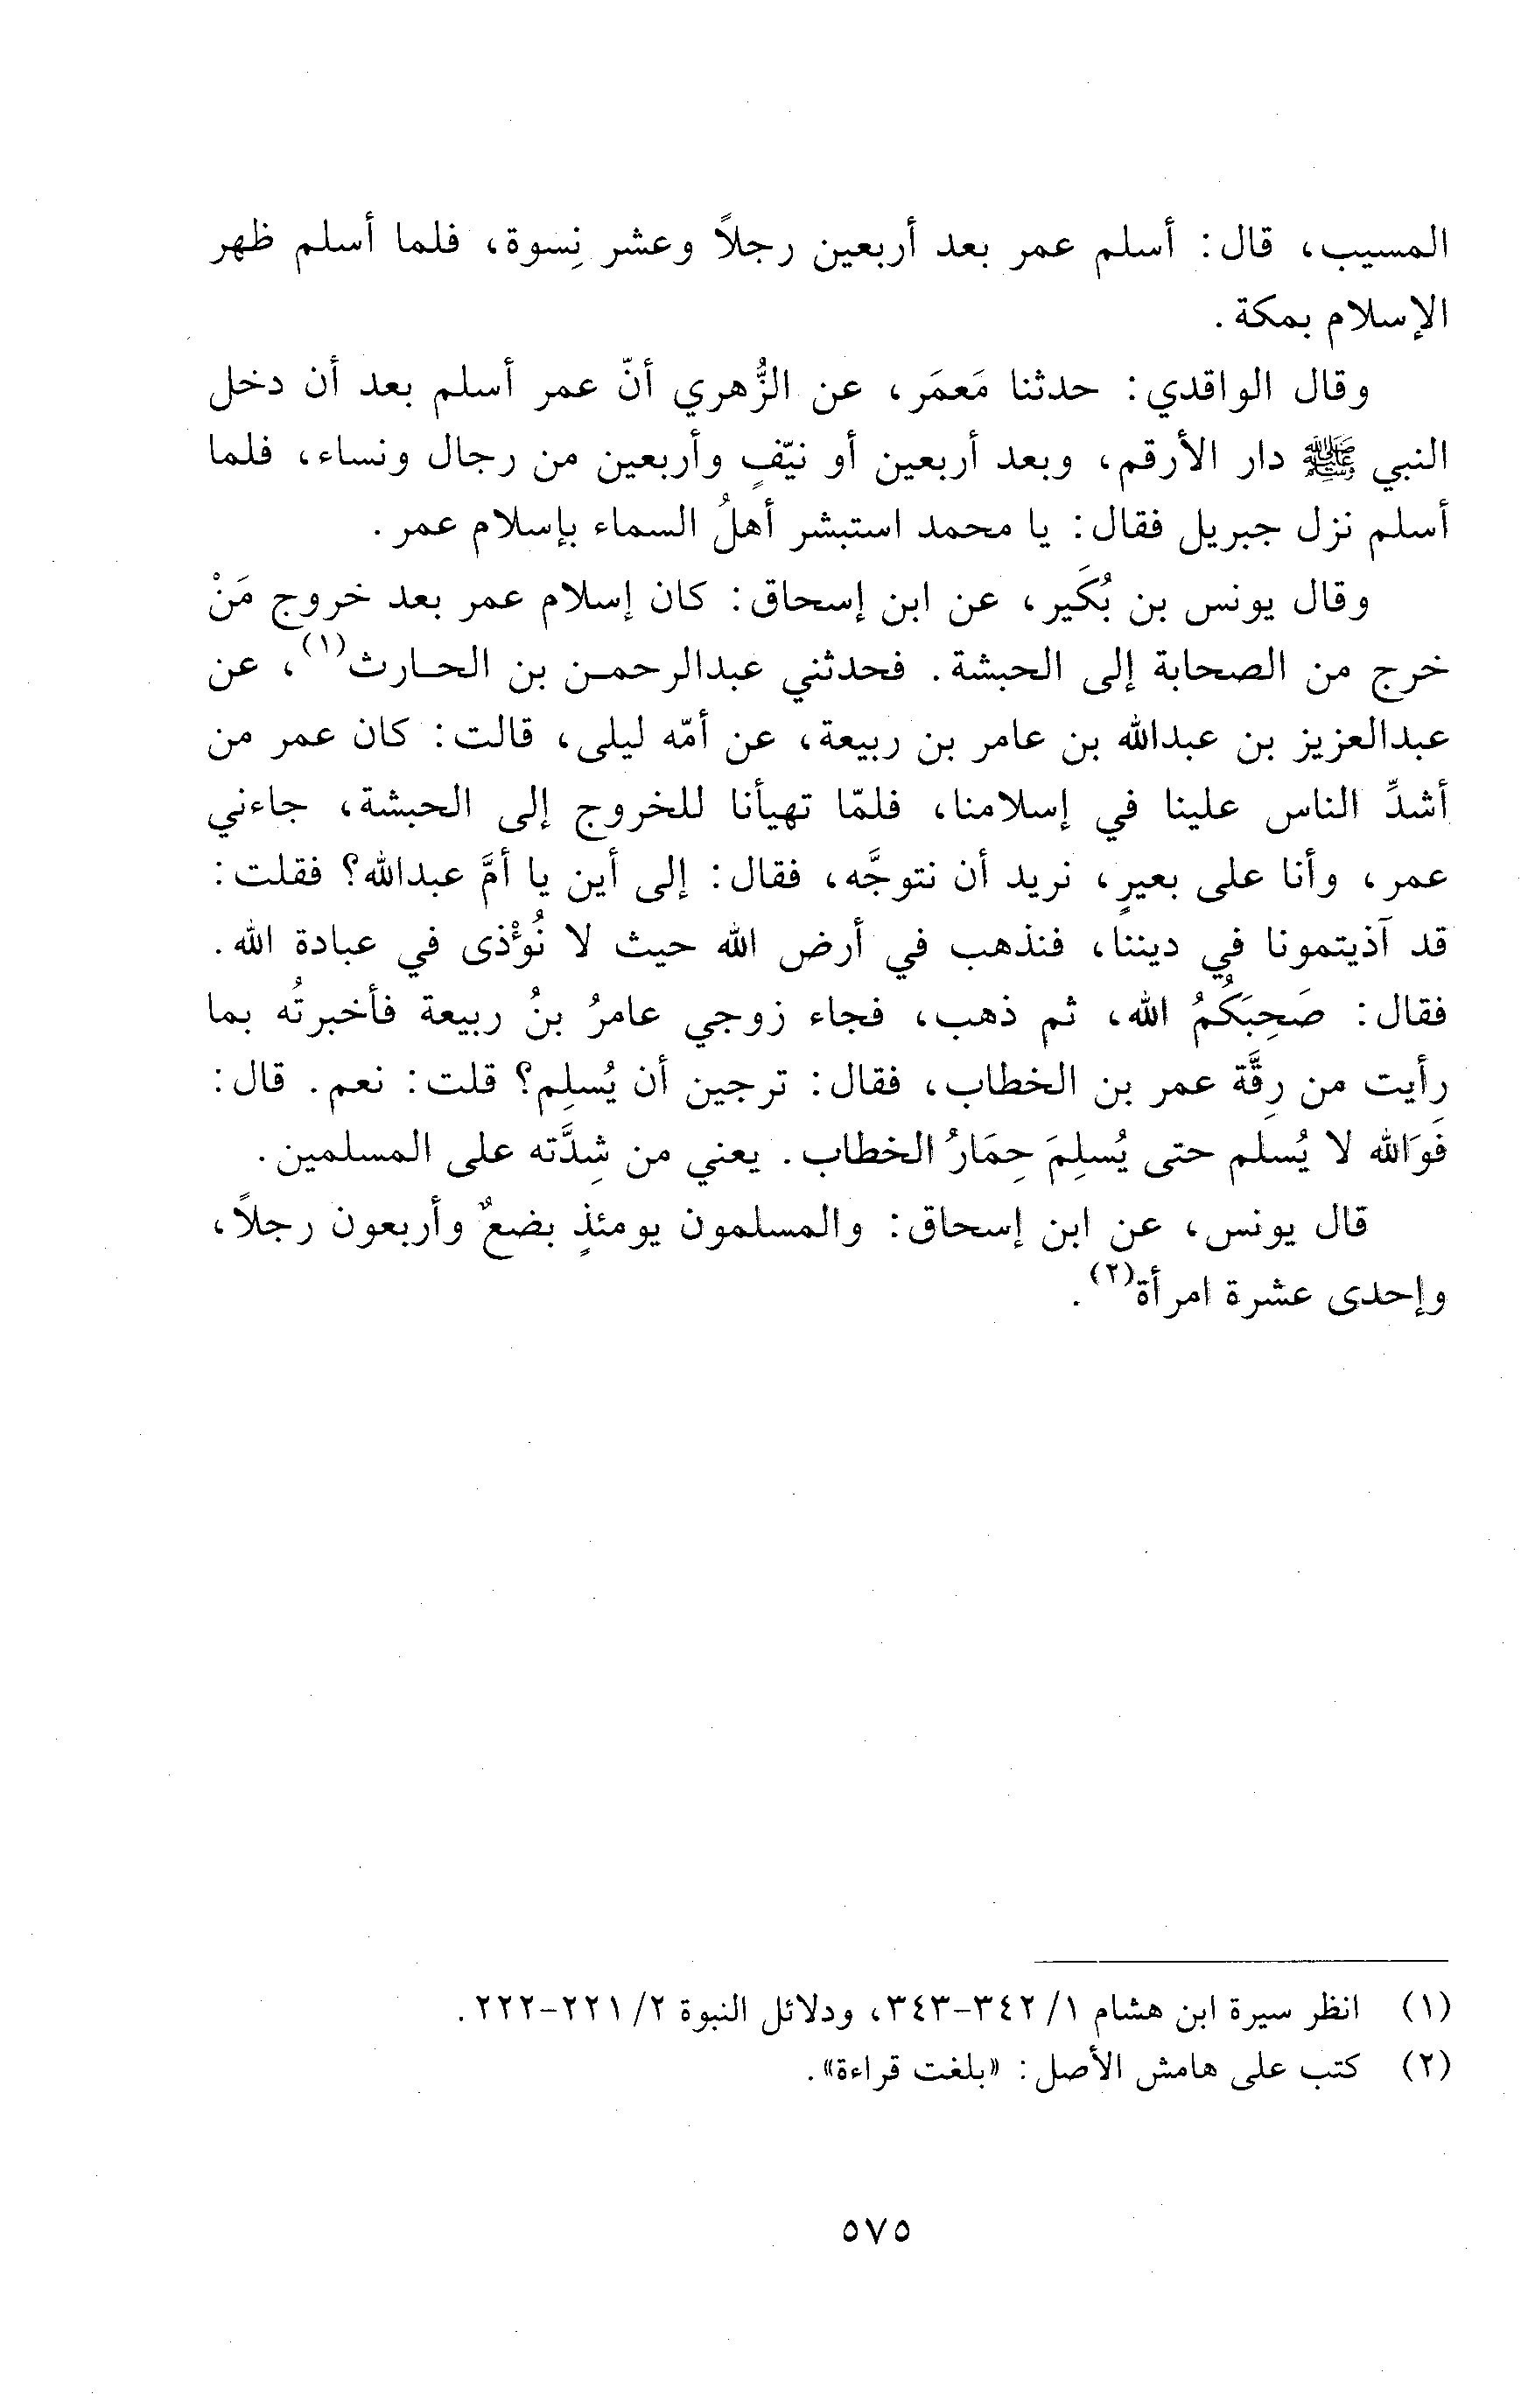 المسيب، قال: أسلم عمر بعد أربعين رجلاً وعشر نِسوة، فلما أسلم ظهر
الإسلام بمكة.
وقال الواقدي: حدثنا مَعمَر، عن الزُّهري أنّ عمر أسلم بعد أن دخل
النبي ﷺ دار الأرقم، وبعد أربعين أو نيّفٍ وأربعين من رجال ونساء، فلما
أسلم نزل جبريل فقال: يا محمد استبشر أهلُ السماء بإسلام عمر.
وقال يونس بن بُكَير، عن ابن إسحاق: كان إسلام عمر بعد خروج مَنْ
خرج من الصحابة إلى الحبشة. فحدثني عبدالرحمـن بن الحـارث(١)، عن
عبدالعزيز بن عبدالله بن عامر بن ربيعة، عن أمّه ليلى، قالت: كان عمر من
أشدِّ الناس علينا في إسلامنا، فلمّا تهيأنا للخروج إلى الحبشة، جاءني
عمر، وأنا على بعيرٍ، نريد أن نتوجَّه، فقال: إلى أين يا أمَّ عبدالله؟ فقلت:
قد آذيتمونا في ديننا، فنذهب في أرض الله حيث لا نُوْءذى في عبادة الله.
فقال: صَحِبَكُمُ الله، ثم ذهب، فجاء زوجي عامرُ بنُ ربيعة فأخبرتُه بما
رأيت من رِقَّة عمر بن الخطاب، فقال: ترجين أن يُسلِم؟ قلت: نعم. قال:
فَوَالله لا يُسلم حتى يُسلِمَ حِمَارُ الخطاب. يعني من شِدَّته على المسلمين.
قال يونس، عن ابن إسحاق: والمسلمون يومئذٍ بضعٌ وأربعون رجلاً،
وإحدى عشرة امرأة(٢).
(١) انظر سيرة ابن هشام ١/ ٣٤٢-٣٤٣، ودلائل النبوة ٢/ ٢٢١-٢٢٢.
(٢) كتب على هامش الأصل: «بلغت قراءة».
٥٧٥